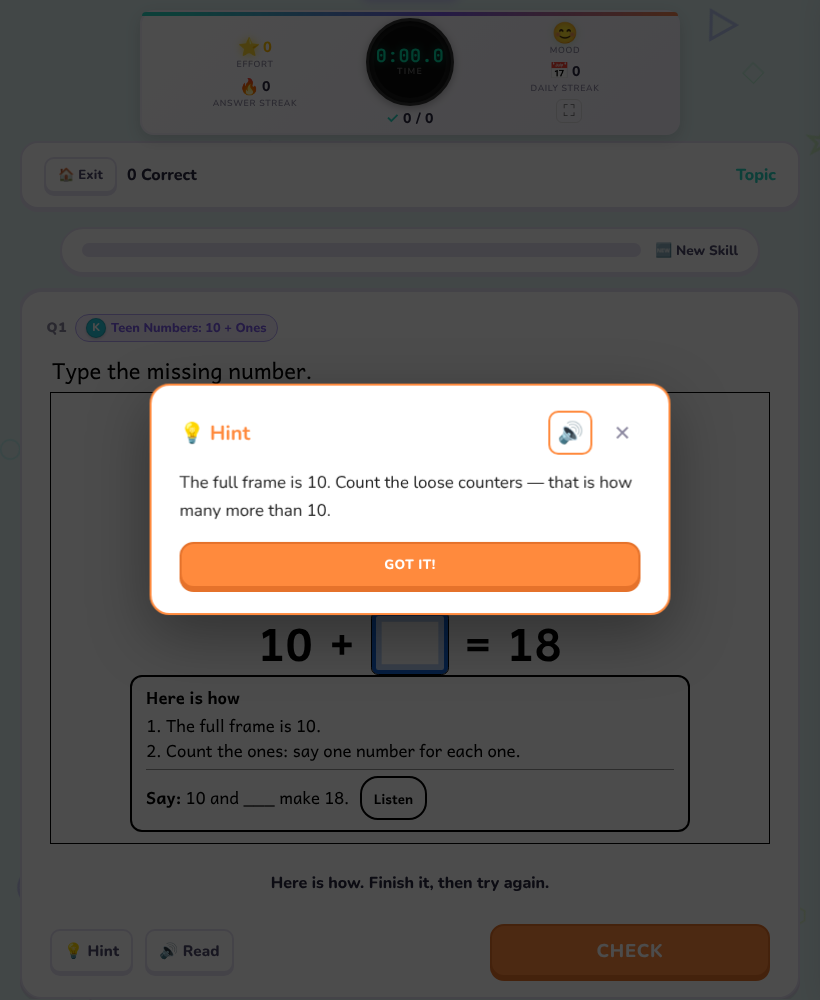 ⭐ 0
EFFORT
🔥 0
ANSWER STREAK
0:00.0
TIME
✓ 0 / 0
😊
MOOD
📅 0
DAILY STREAK
🏠 Exit
0 Correct
Topic
🆕 New Skill
Q1
K Teen Numbers: 10 + Ones
Type the missing number.
💡 Hint
The full frame is 10. Count the loose counters — that is how
many more than 10.
GOT IT!
10 + = 18
Here is how
1. The full frame is 10.
2. Count the ones: say one number for each one.
Say: 10 and ___ make 18.
Listen
Here is how. Finish it, then try again.
💡 Hint
🔊 Read
CHECK